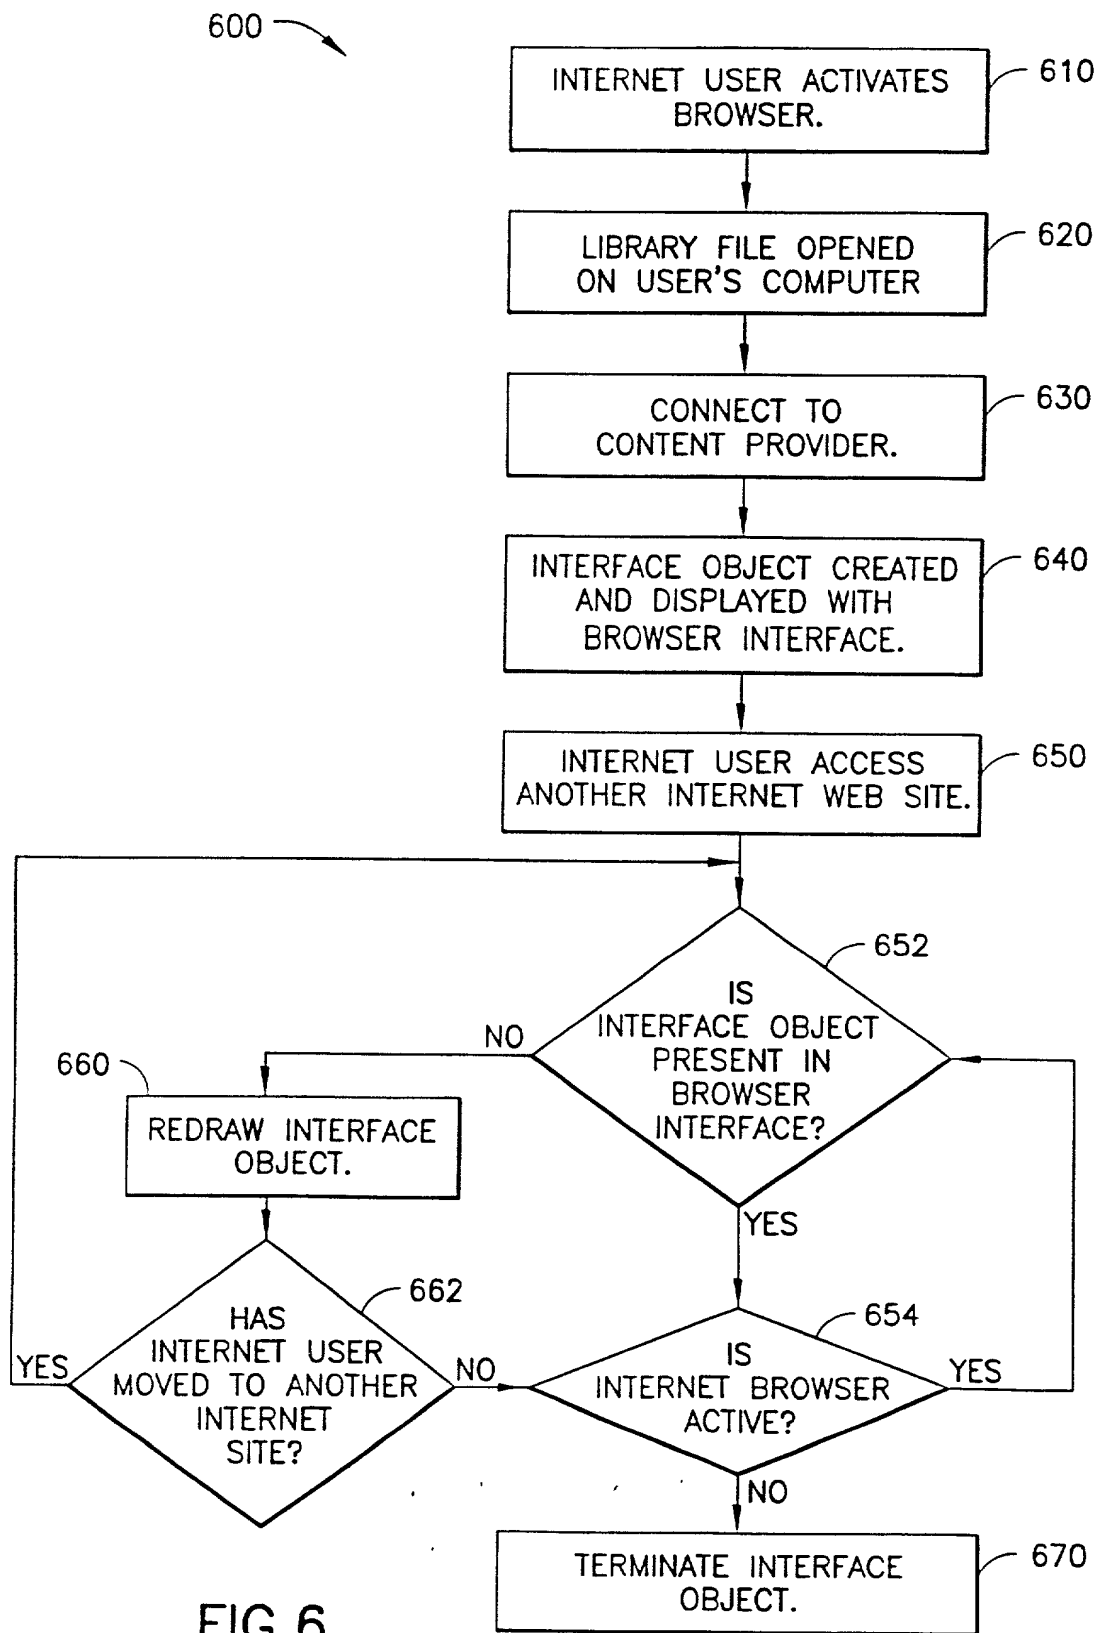 600
INTERNET USER ACTIVATES
BROWSER.
610
LIBRARY FILE OPENED
ON USER'S COMPUTER
620
CONNECT TO
CONTENT PROVIDER.
630
INTERFACE OBJECT CREATED
AND DISPLAYED WITH
BROWSER INTERFACE.
640
INTERNET USER ACCESS
ANOTHER INTERNET WEB SITE.
650
652
IS
INTERFACE OBJECT
PRESENT IN
BROWSER
INTERFACE?
NO
YES
660
REDRAW INTERFACE
OBJECT.
662
HAS
INTERNET USER
MOVED TO ANOTHER
INTERNET
SITE?
YES
NO
654
IS
INTERNET BROWSER
ACTIVE?
YES
NO
TERMINATE INTERFACE
OBJECT.
670
FIG.6